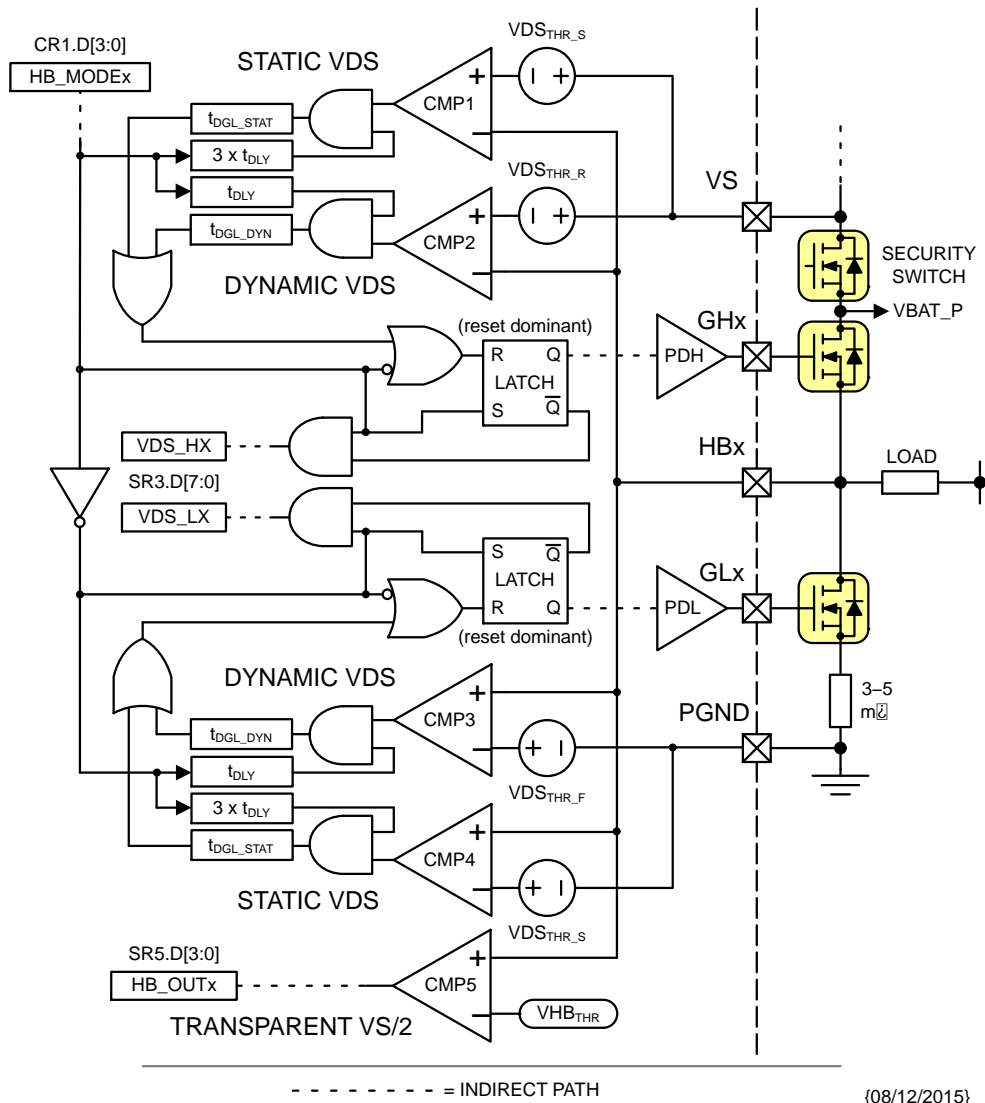 CR1.D[3:0]
HB_MODEx
STATIC VDS
VDSTHR_S
+
CMP1
–
– +
tDGL_STAT
3 x tDLY
tDLY
tDGL_DYN
VDSTHR_R
– +
+
CMP2
–
DYNAMIC VDS
VS
SECURITY
SWITCH
VBAT_P
(reset dominant)
R Q
LATCH
S Q
PDH
GHx
VDS_HX
SR3.D[7:0]
VDS_LX
HBx
LOAD
S Q
LATCH
R Q
(reset dominant)
PDL
GLx
DYNAMIC VDS
+
CMP3
–
+ –
VDSTHR_F
tDGL_DYN
tDLY
3 x tDLY
tDGL_STAT
PGND
3–5
m
+
CMP4
–
+ –
VDSTHR_S
STATIC VDS
SR5.D[3:0]
HB_OUTx
+
CMP5
–
VHBTHR
TRANSPARENT VS/2
= INDIRECT PATH
{08/12/2015}